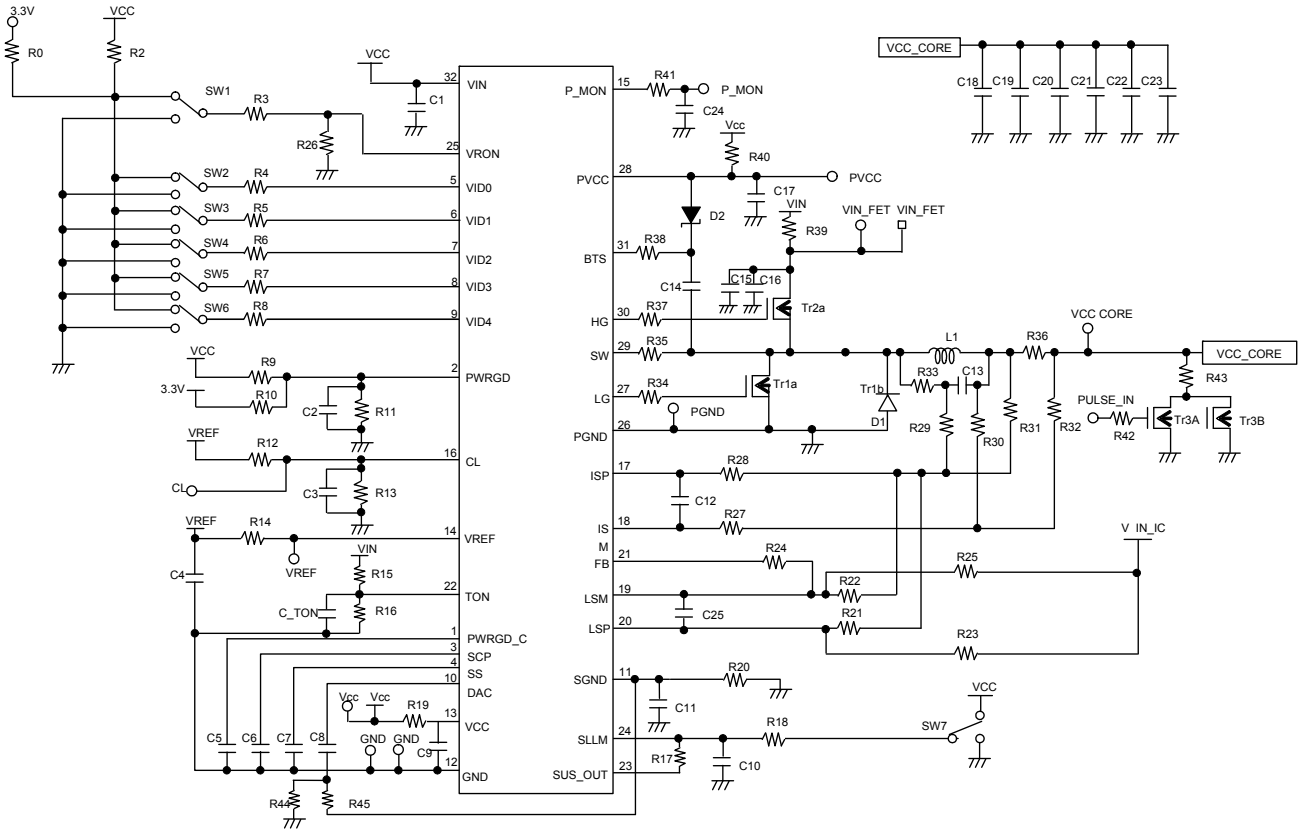 3.3V
VCC
R0
R2
VCC
VCC_CORE
SW1
R3
C1
32
VIN
15
P_MON
R41
P_MON
C24
C18
C19
C20
C21
C22
C23
R26
25
VRON
Vcc
R40
SW2
R4
5
VID0
28
PVCC
C17
PVCC
SW3
R5
6
VID1
D2
VIN
R39
VIN_FET
VIN_FET
SW4
R6
7
VID2
31
BTS
R38
SW5
R7
8
VID3
C14
C15
C16
SW6
R8
9
VID4
30
HG
R37
Tr2a
VCC CORE
L1
29
SW
R35
R36
VCC_CORE
VCC
R9
2
PWRGD
R33
C13
R43
3.3V
R10
27
LG
R34
Tr1a
Tr1b
PULSE_IN
C2
R11
PGND
D1
R42
Tr3A
Tr3B
VREF
R12
26
PGND
R29
R30
R31
R32
16
CL
17
ISP
R28
CL
C3
R13
C12
VREF
R14
18
IS
M
R27
V_IN_IC
14
VREF
21
FB
R24
VREF
VIN
R15
R25
C4
22
TON
19
LSM
R22
C_TON
R16
C25
R21
1
PWRGD_C
20
LSP
3
SCP
R23
4
SS
10
DAC
11
SGND
R20
Vcc
Vcc
R19
13
VCC
C11
VCC
C5
C6
C7
C8
GND
GND
C9
24
SLLM
R18
SW7
12
GND
23
SUS_OUT
R17
C10
R44
R45